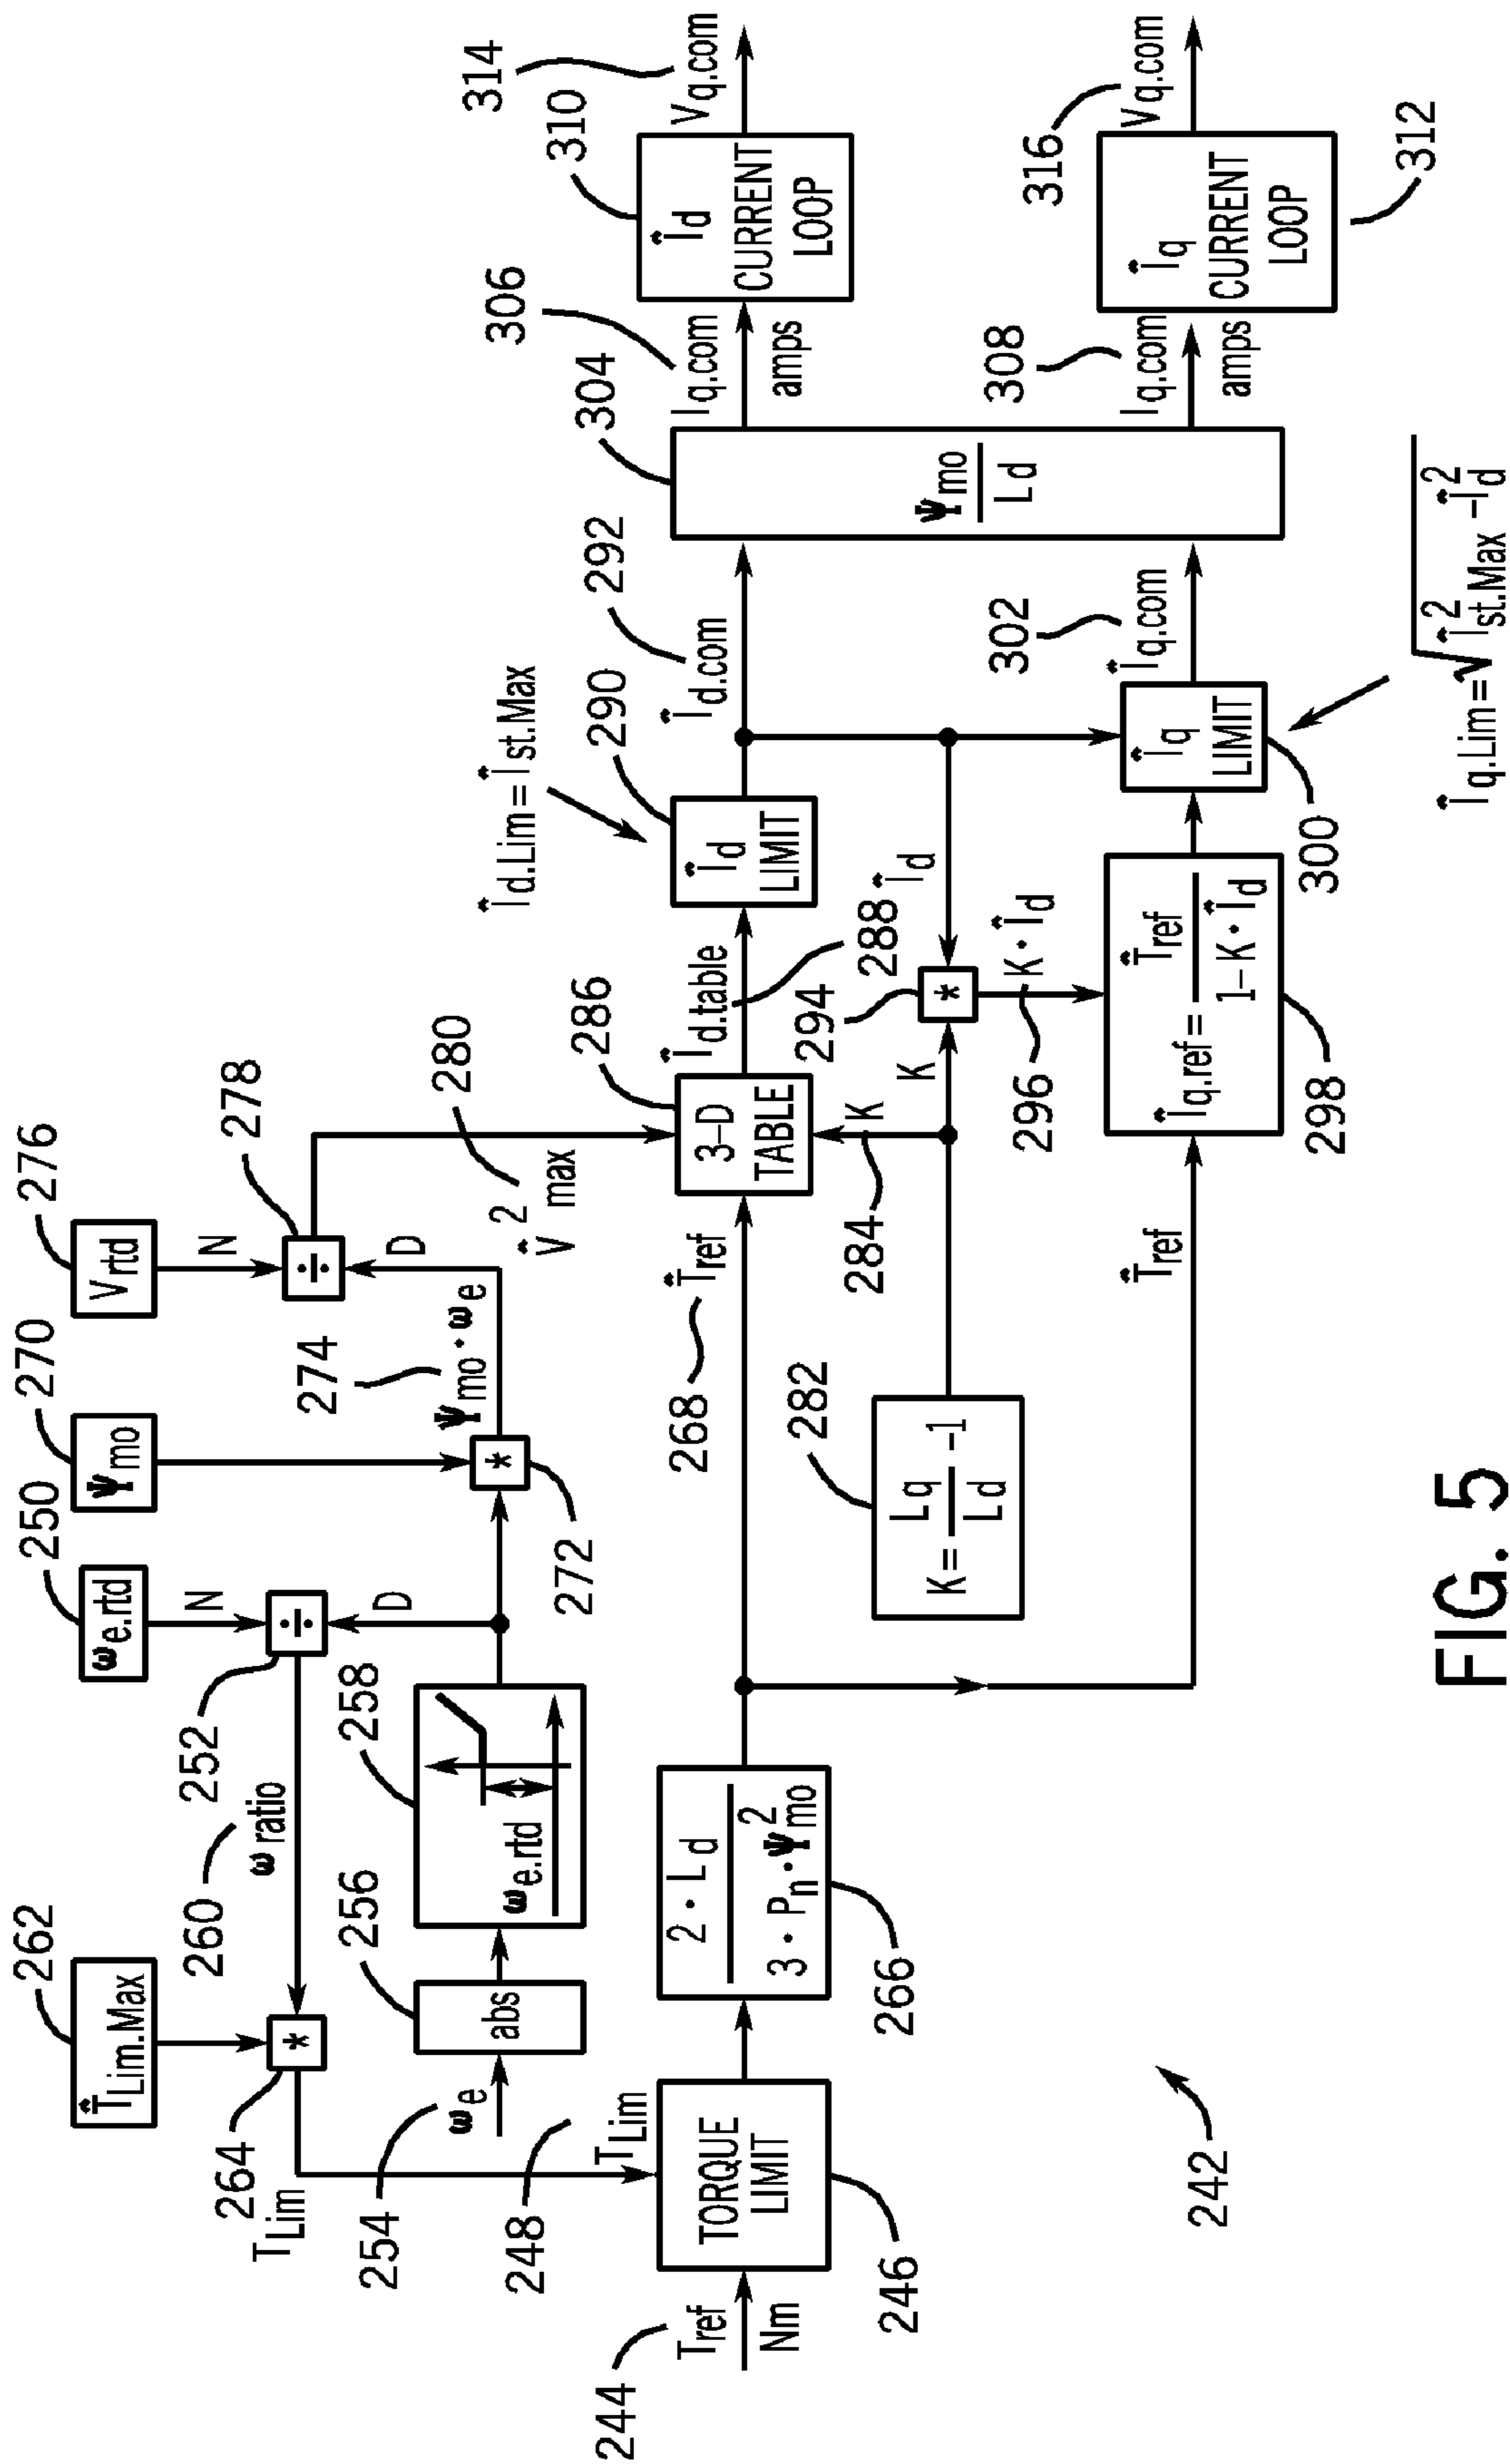 262
T̂Lim.Max
264
TLim
260
ωratio
252
250
ωe.rtd
N
÷
D
270
Ψmo
276
Vrtd
N
278
÷
D
*
254
ωe
256
abs
258
ωe.rtd
*
272
274
Ψmo · ωe
280
V̂²max
248
TLim
244
Tref
Nm
TORQUE
LIMIT
246
2 · Ld
3 · Pn · Ψ²mo
266
268
T̂ref
3–D
TABLE
286
Îd.table
288
Îd.Lim = Îst.Max
Îd
LIMIT
290
Îd.com
292
304
Ψmo
Ld
306
Iq.com
amps
Îd
CURRENT
LOOP
310
314
Vq.com
282
K = Lq/Ld –1
284
K
K
294
*
Îd
K · Îd
296
T̂ref
Îq.ref = T̂ref / 1– K · Îd
298
Îq
LIMIT
300
302
Îq.com
308
Iq.com
amps
Îq
CURRENT
LOOP
312
316
Vq.com
Îq.Lim = √Î²st.Max –Î²d
242
FIG. 5